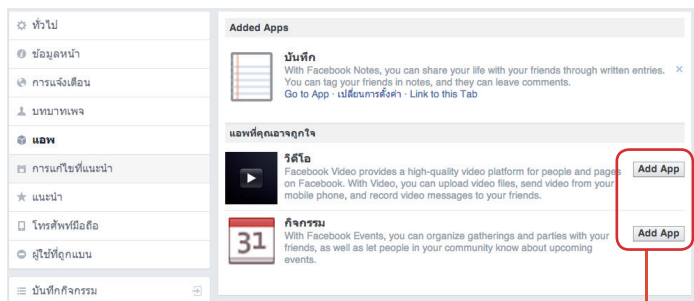 ทั่วไป
ข้อมูลหน้า
การแจ้งเตือน
บทบาทเพจ
แอพ
การแก้ไขที่แนะนำ
แนะนำ
โทรศัพท์มือถือ
ผู้ใช้ที่ถูกแบน
บันทึกกิจกรรม
Added Apps
บันทึก
With Facebook Notes, you can share your life with your friends through written entries. ×
You can tag your friends in notes, and they can leave comments.
Go to App · เปลี่ยนการตั้งค่า · Link to this Tab
แอพที่คุณอาจถูกใจ
วิดีโอ
Facebook Video provides a high-quality video platform for people and pages
on Facebook. With Video, you can upload video files, send video from your
mobile phone, and record video messages to your friends.
Add App
31
กิจกรรม
With Facebook Events, you can organize gatherings and parties with your
friends, as well as let people in your community know about upcoming
events.
Add App